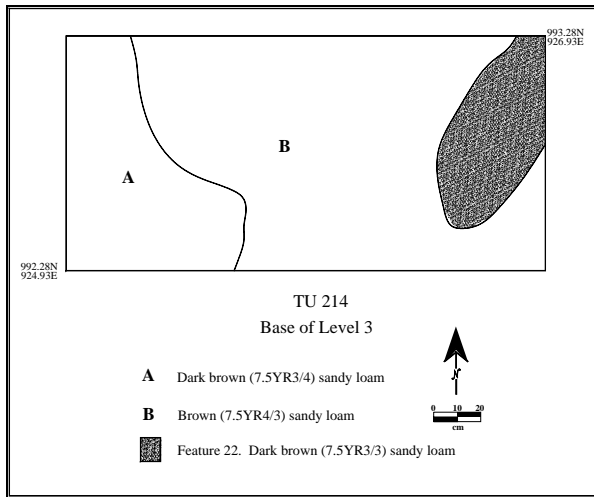 993.28N
926.93E
B
A
992.28N
924.93E
TU 214
Base of Level 3
A Dark brown (7.5YR3/4) sandy loam
N
B Brown (7.5YR4/3) sandy loam
0 10 20
cm
Feature 22. Dark brown (7.5YR3/3) sandy loam